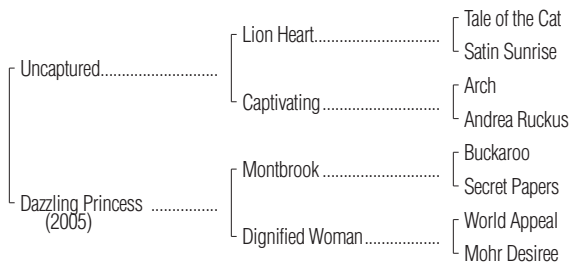 Tale of the Cat
Lion Heart
Satin Sunrise
Uncaptured
Arch
Captivating
Andrea Ruckus
Buckaroo
Montbrook
Secret Papers
Dazzling Princess
(2005)
World Appeal
Dignified Woman
Mohr Desiree